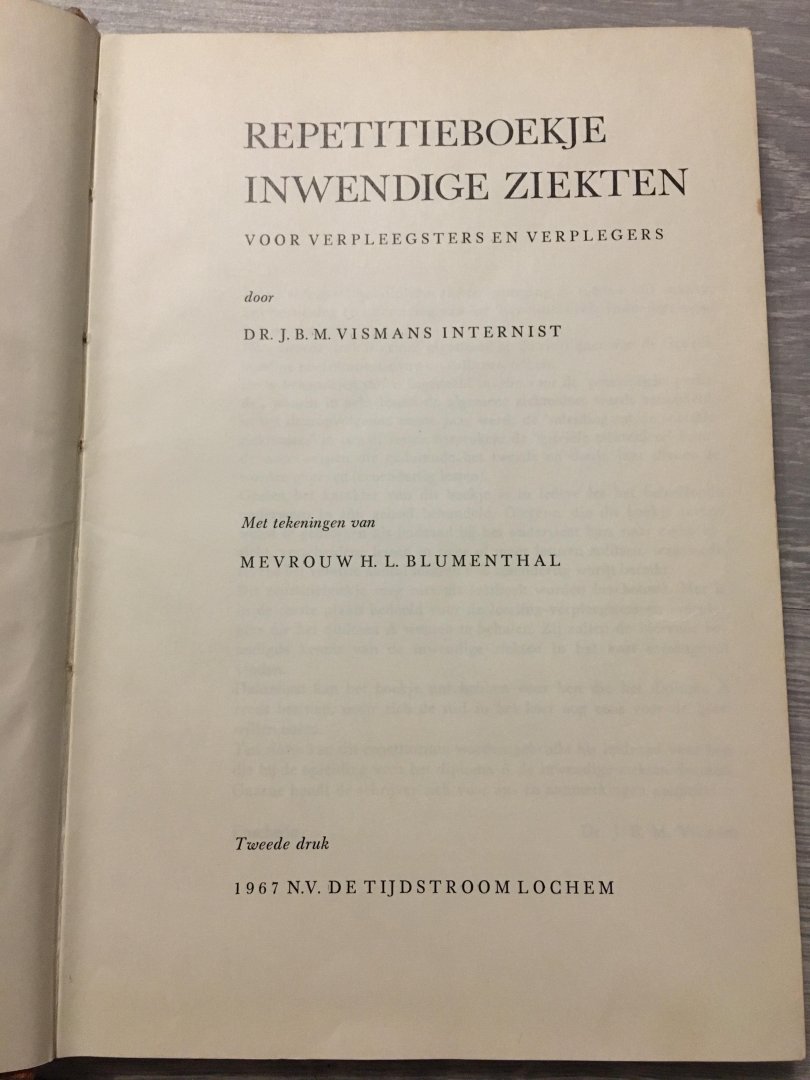 REPETITIEBOEKJE
INWENDIGE ZIEKTEN
VOOR VERPLEEGSTERS EN VERPLEGERS
door
DR. J. B. M. VISMANS INTERNIST
Met tekeningen van
MEVROUW H. L. BLUMENTHAL
Tweede druk
1967 N.V. DE TIJDSTROOM LOCHEM